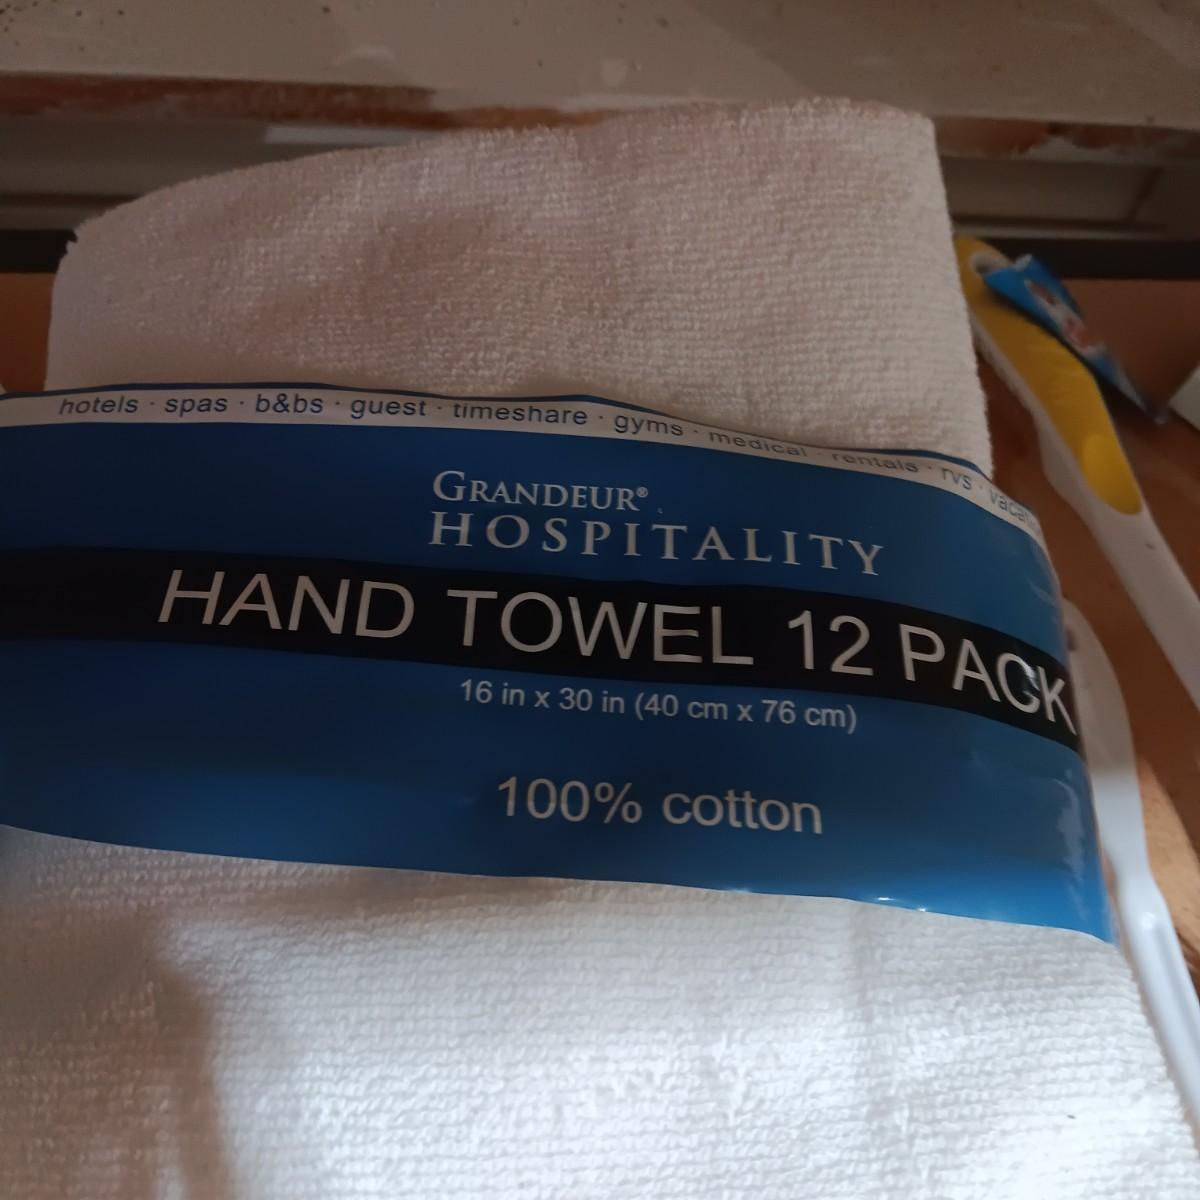 hotels · spas · b&bs · guest · timeshare · gyms · medical · rentals · rvs ·
GRANDEUR®
HOSPITALITY
HAND TOWEL 12 PACK
16 in x 30 in (40 cm x 76 cm)
100% cotton